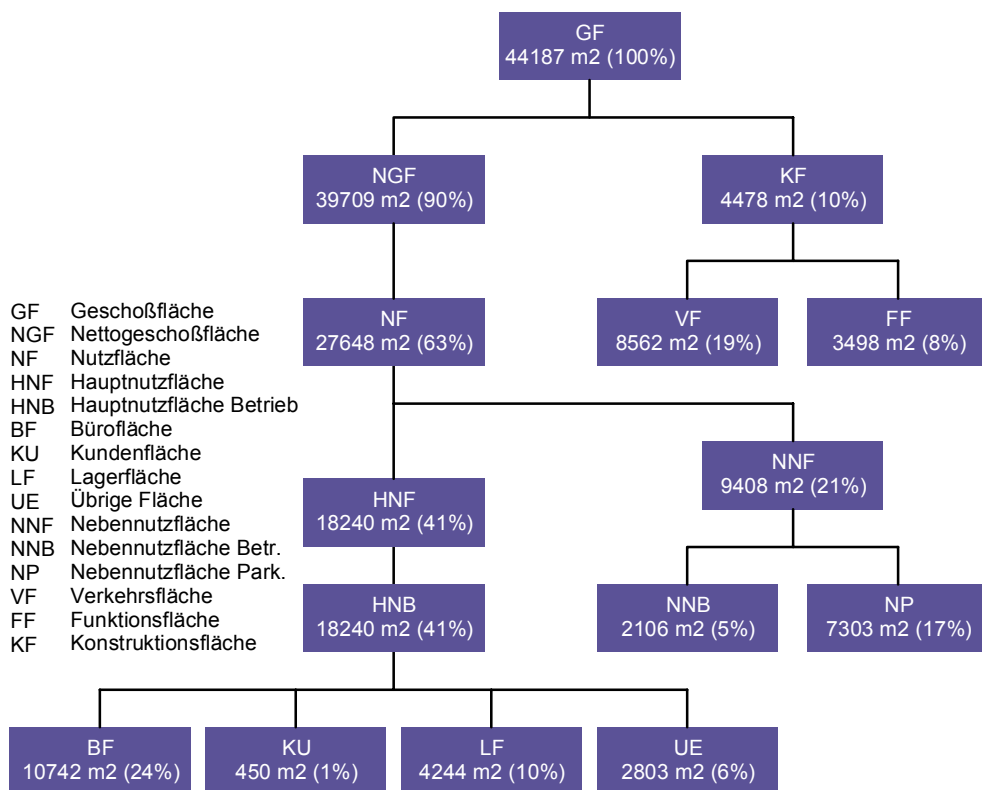 GF
44187 m2 (100%)
NGF
39709 m2 (90%)
KF
4478 m2 (10%)
NF
27648 m2 (63%)
VF
8562 m2 (19%)
FF
3498 m2 (8%)
GF Geschoßfläche
NGF Nettogeschoßfläche
NF Nutzfläche
HNF Hauptnutzfläche
HNB Hauptnutzfläche Betrieb
BF Bürofläche
KU Kundenfläche
LF Lagerfläche
UE Übrige Fläche
NNF Nebennutzfläche
NNB Nebennutzfläche Betr.
NP Nebennutzfläche Park.
VF Verkehrsfläche
FF Funktionsfläche
KF Konstruktionsfläche
NNF
9408 m2 (21%)
HNF
18240 m2 (41%)
HNB
18240 m2 (41%)
NNB
2106 m2 (5%)
NP
7303 m2 (17%)
BF
10742 m2 (24%)
KU
450 m2 (1%)
LF
4244 m2 (10%)
UE
2803 m2 (6%)